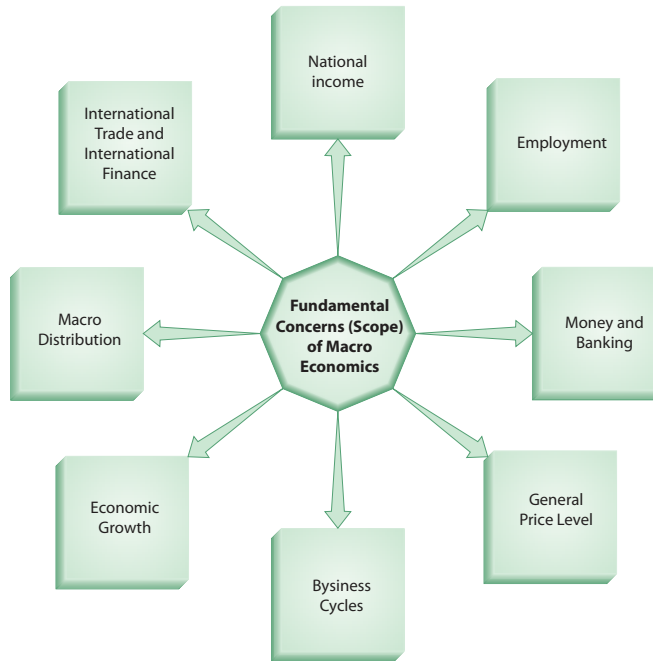 National
income
International
Trade and
International
Finance
Employment
Fundamental
Concerns (Scope)
of Macro
Economics
Macro
Distribution
Money and
Banking
Economic
Growth
General
Price Level
Bysiness
Cycles